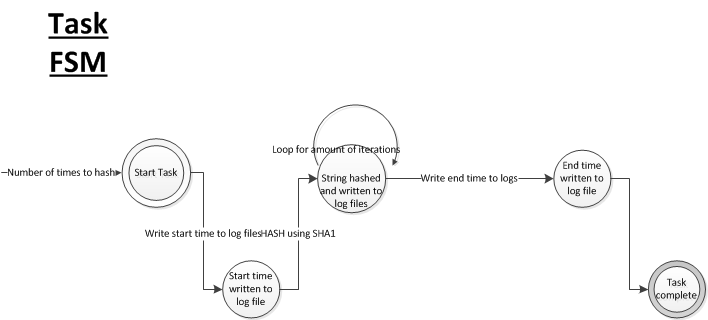 Task
FSM
Loop for amount of iterations
Number of times to hash
Start Task
String hashed
and written to
log files
Write end time to logs
End time
written to
log file
Write start time to log files
HASH using SHA1
Start time
written to
log file
Task
complete